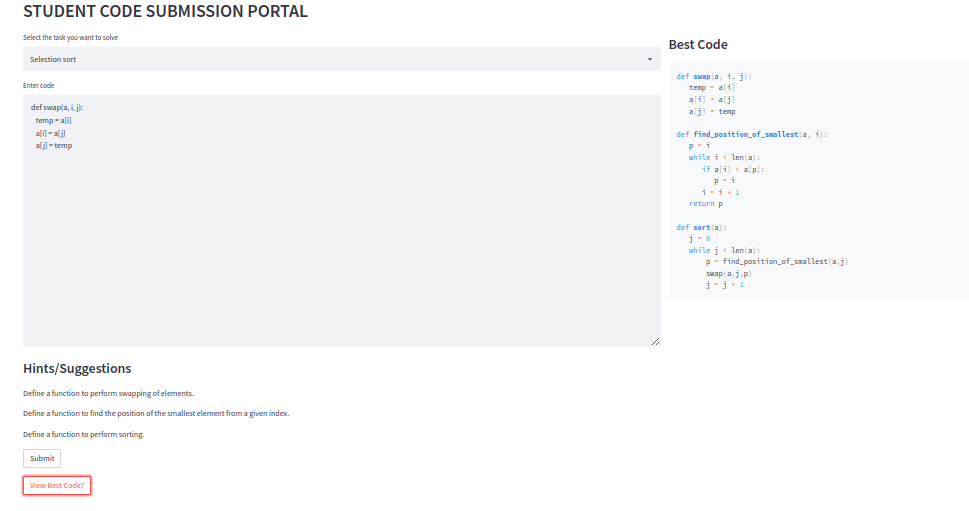 STUDENT CODE SUBMISSION PORTAL
Select the task you want to solve
Selection sort
Enter code
def swap(a, i, j):
temp = a[i]
a[i] = a[j]
a[j] = temp
Hints/Suggestions
Define a function to perform swapping of elements.
Define a function to find the position of the smallest element from a given index.
Define a function to perform sorting.
Submit
View Best Code?
Best Code
def swap(a, i, j):
temp = a[i]
a[i] = a[j]
a[j] = temp
def find_position_of_smallest(a, i):
p = i
while i < len(a):
if a[i] < a[p]:
p = i
i = i + 1
return p
def sort(a):
j = 0
while j < len(a):
p = find_position_of_smallest(a,j)
swap(a,j,p)
j = j + 1